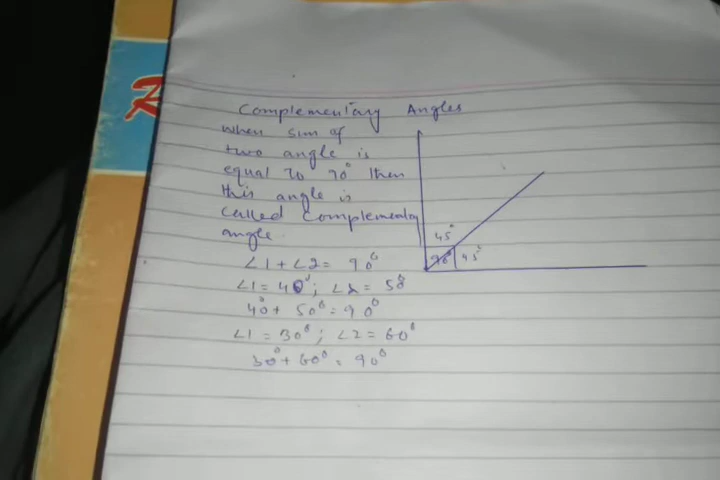 R
Complementary Angles
When sum of
two angle is
equal to 90° then
this angle is
called Complementary
angle.
∠1 + ∠2 = 90°
∠1 = 40° ; ∠2 = 50°
40° + 50° = 90°
∠1 = 30° ; ∠2 = 60°
30° + 60° = 90°
45°
90° 45°